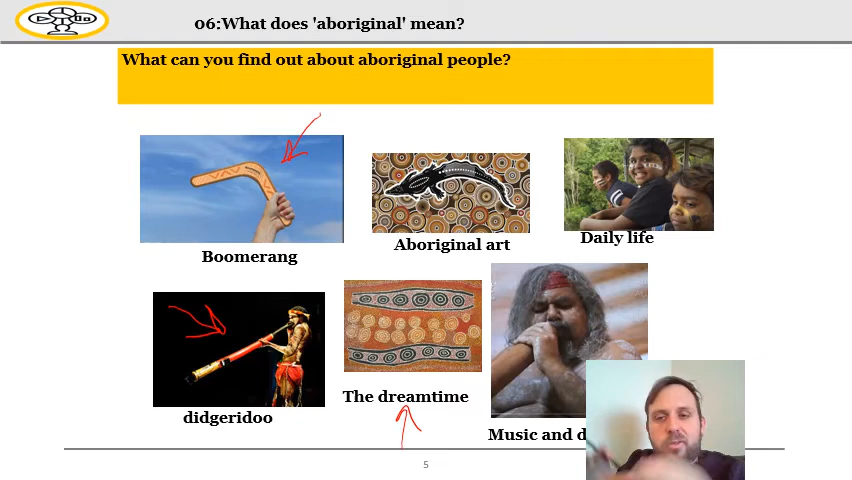 06:What does 'aboriginal' mean?
What can you find out about aboriginal people?
Boomerang
Aboriginal art
Daily life
didgeridoo
The dreamtime
Music and d
5